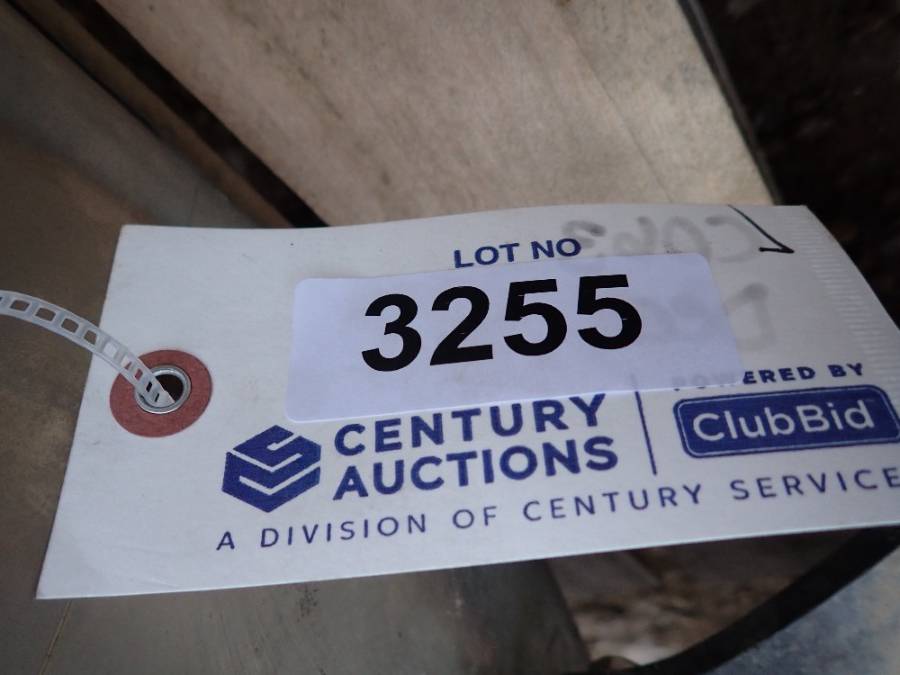 LOT NO
3255
CENTURY
AUCTIONS
POWERED BY
ClubBid
A DIVISION OF CENTURY SERVICE